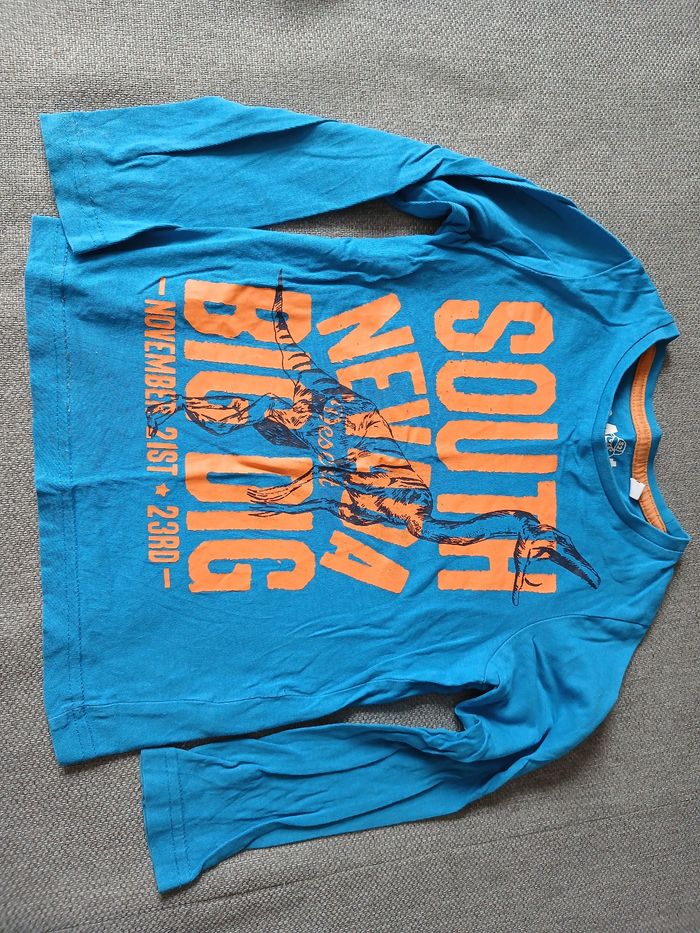 SOUTH
NEVADA
BIG DIG
– NOVEMBER 21ST ★ 23RD –